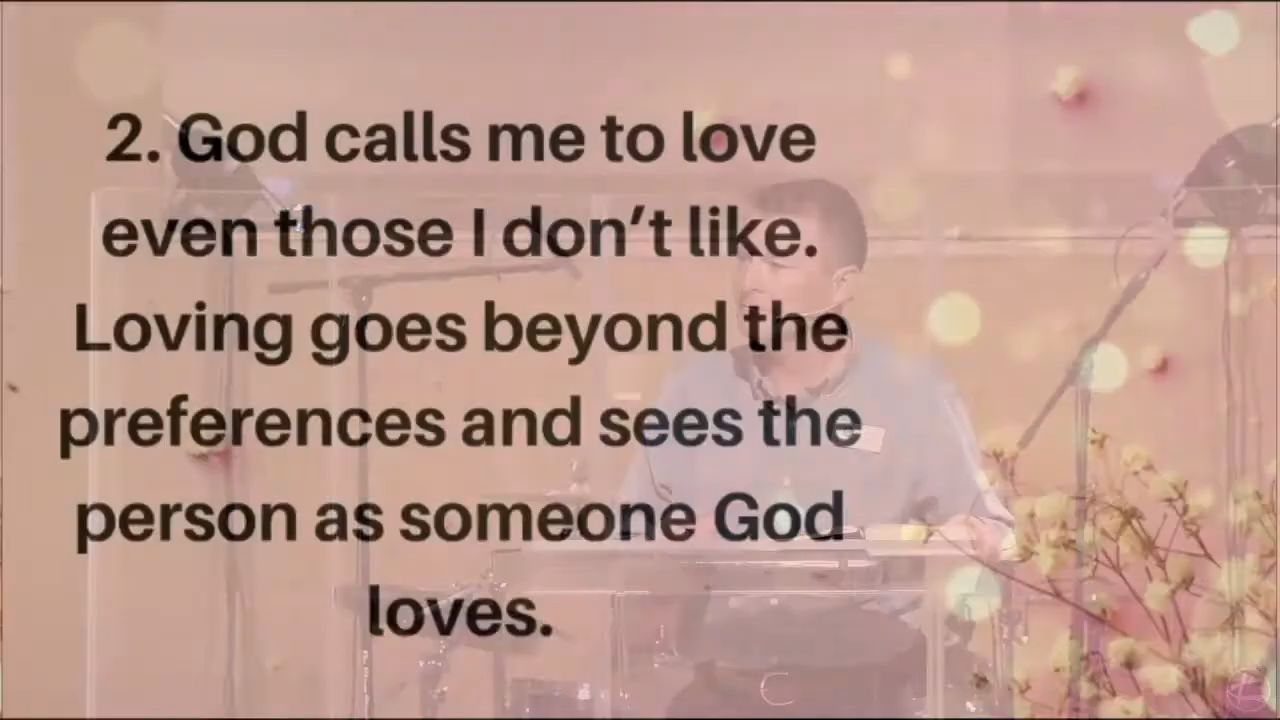 2. God calls me to love
even those I don’t like.
Loving goes beyond the
preferences and sees the
person as someone God
loves.